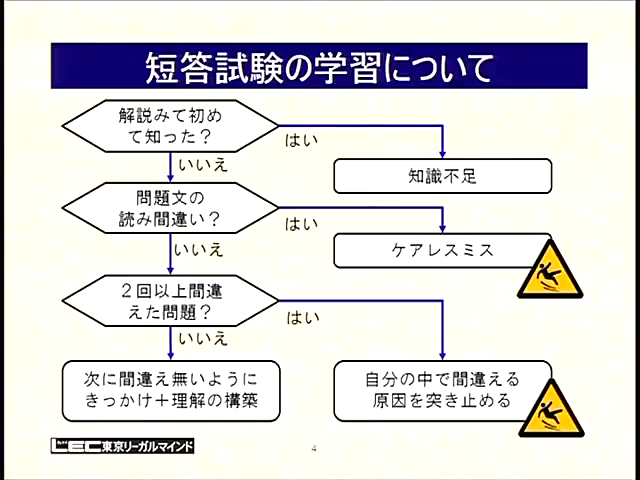 短答試験の学習について
解説みて初め
て知った？
はい
いいえ
知識不足
問題文の
読み間違い？
はい
いいえ
ケアレスミス
２回以上間違
えた問題？
はい
いいえ
次に間違え無いように
きっかけ＋理解の構築
自分の中で間違える
原因を突き止める
LEC東京リーガルマインド
4